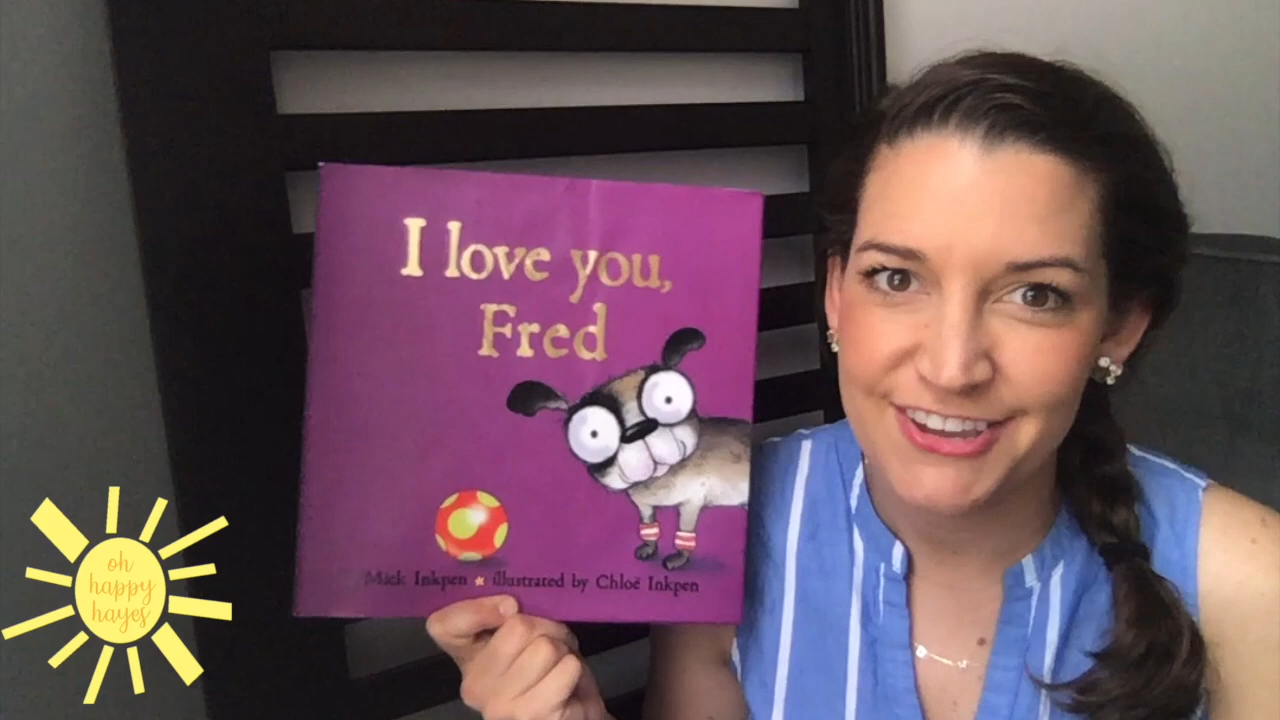 I love you,
Fred
Mick Inkpen ★ illustrated by Chloë Inkpen
oh
happy
hayes